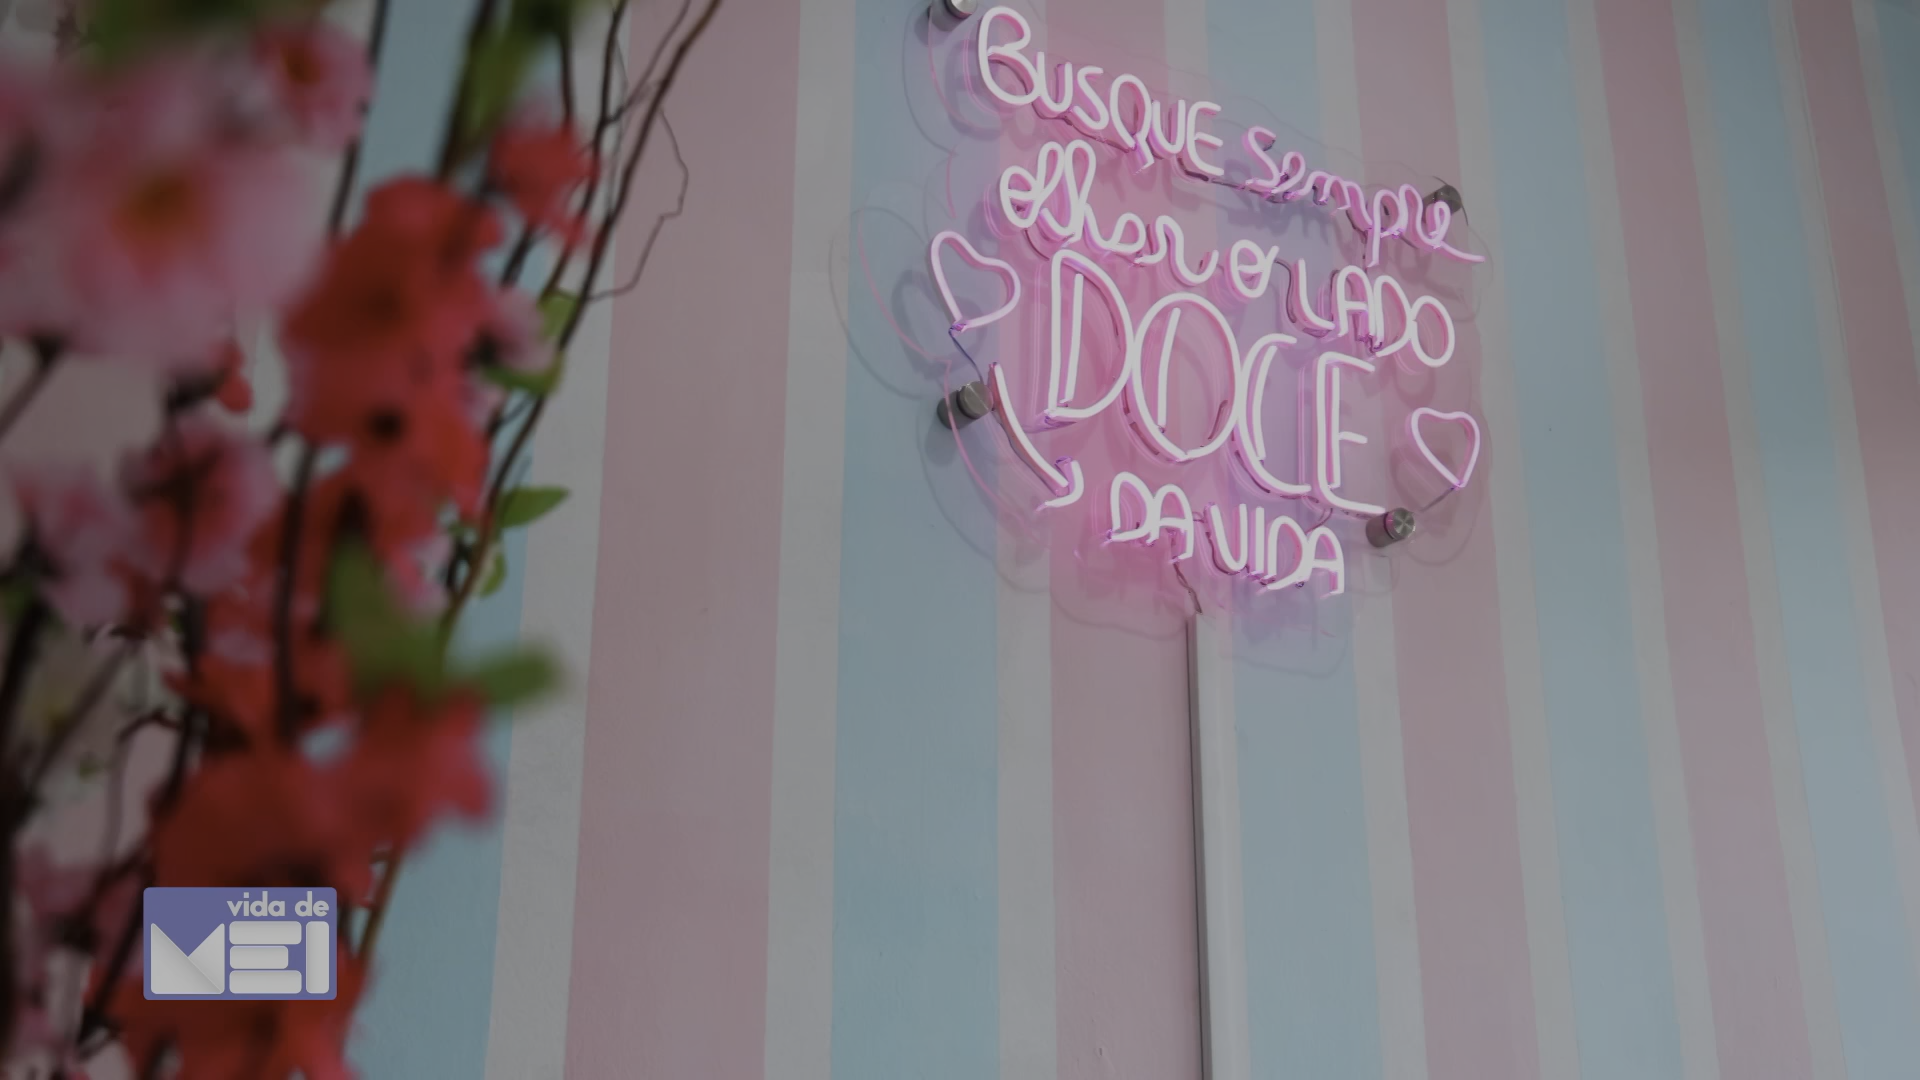 BUSQUE sempre
olhar o LADO
DOCE
DA VIDA
vida de
MEI